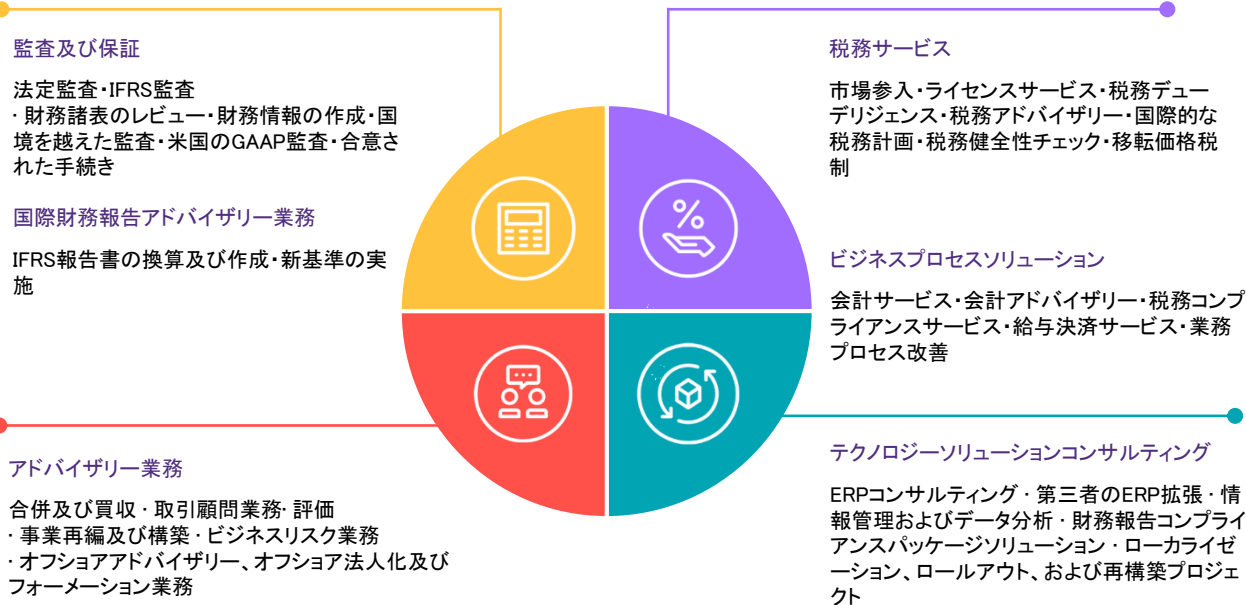 監査及び保証
法定監査・IFRS監査
・財務諸表のレビュー・財務情報の作成・国
境を越えた監査・米国のGAAP監査・合意さ
れた手続き
国際財務報告アドバイザリー業務
IFRS報告書の換算及び作成・新基準の実
施
アドバイザリー業務
合併及び買収・取引顧問業務・評価
・事業再編及び構築・ビジネスリスク業務
・オフショアアドバイザリー、オフショア法人化及び
フォーメーション業務
税務サービス
市場参入・ライセンスサービス・税務デュー
デリジェンス・税務アドバイザリー・国際的な
税務計画・税務健全性チェック・移転価格税
制
ビジネスプロセスソリューション
会計サービス・会計アドバイザリー・税務コンプ
ライアンスサービス・給与決済サービス・業務
プロセス改善
テクノロジーソリューションコンサルティング
ERPコンサルティング・第三者のERP拡張・情
報管理およびデータ分析・財務報告コンプライ
アンスパッケージソリューション・ローカライゼ
ーション、ロールアウト、および再構築プロジェ
クト